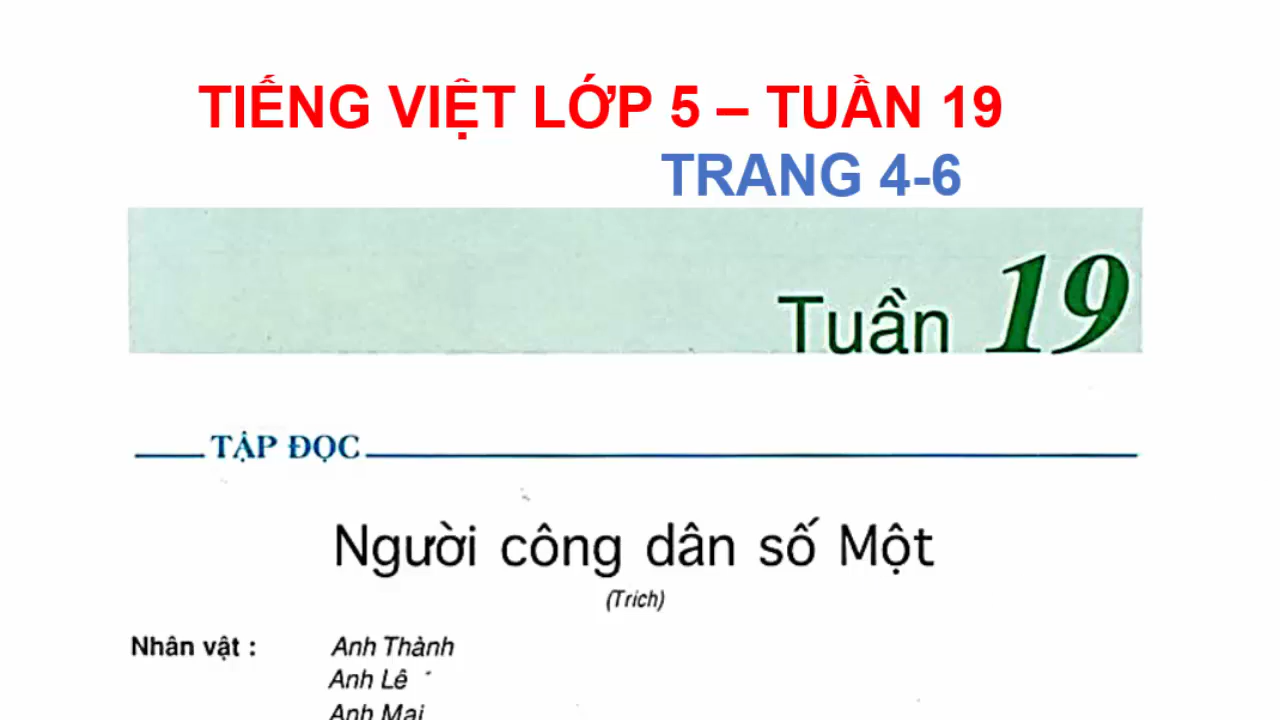 TIẾNG VIỆT LỚP 5 – TUẦN 19
TRANG 4-6
Tuần 19
TẬP ĐỌC
Người công dân số Một
(Trích)
Nhân vật : Anh Thành
Anh Lê
Anh Mai